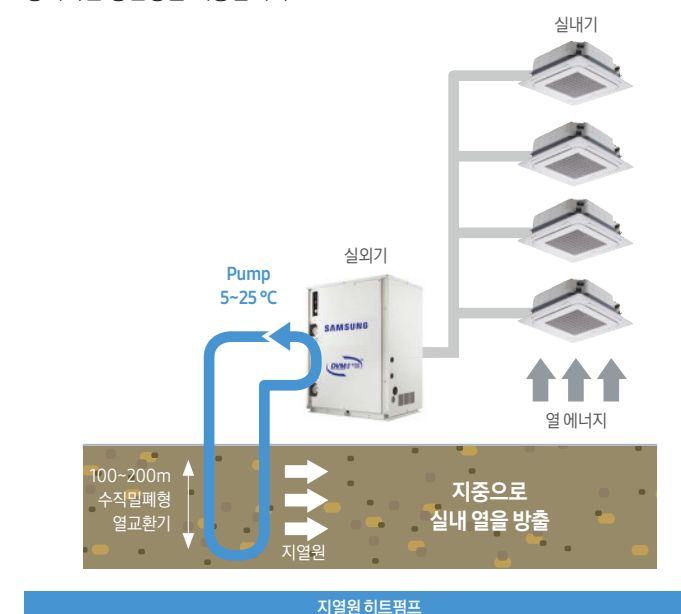 실내기
실외기
Pump
5~25 ℃
SAMSUNG
DVM S
열 에너지
100~200m
수직밀폐형
열교환기
지열원
지중으로
실내 열을 방출
지열원 히트펌프